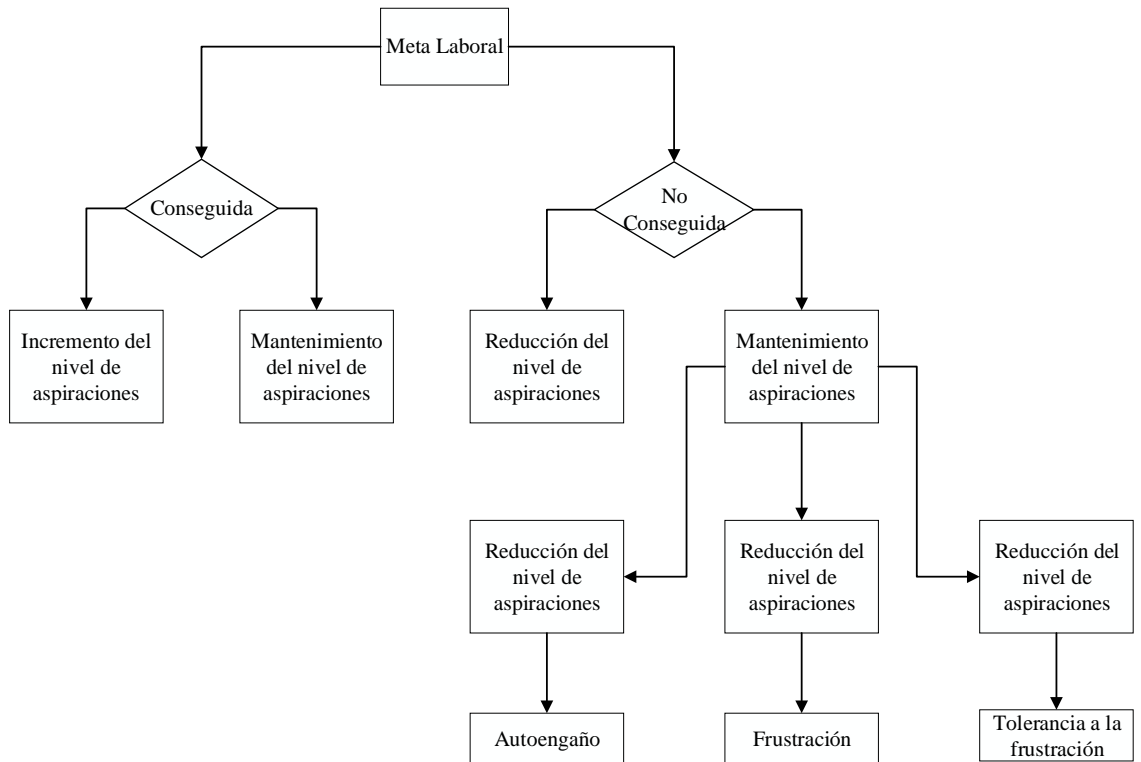 Meta Laboral
Conseguida
No
Conseguida
Incremento del
nivel de
aspiraciones
Mantenimiento
del nivel de
aspiraciones
Reducción del
nivel de
aspiraciones
Mantenimiento
del nivel de
aspiraciones
Reducción del
nivel de
aspiraciones
Reducción del
nivel de
aspiraciones
Reducción del
nivel de
aspiraciones
Autoengaño
Frustración
Tolerancia a la
frustración